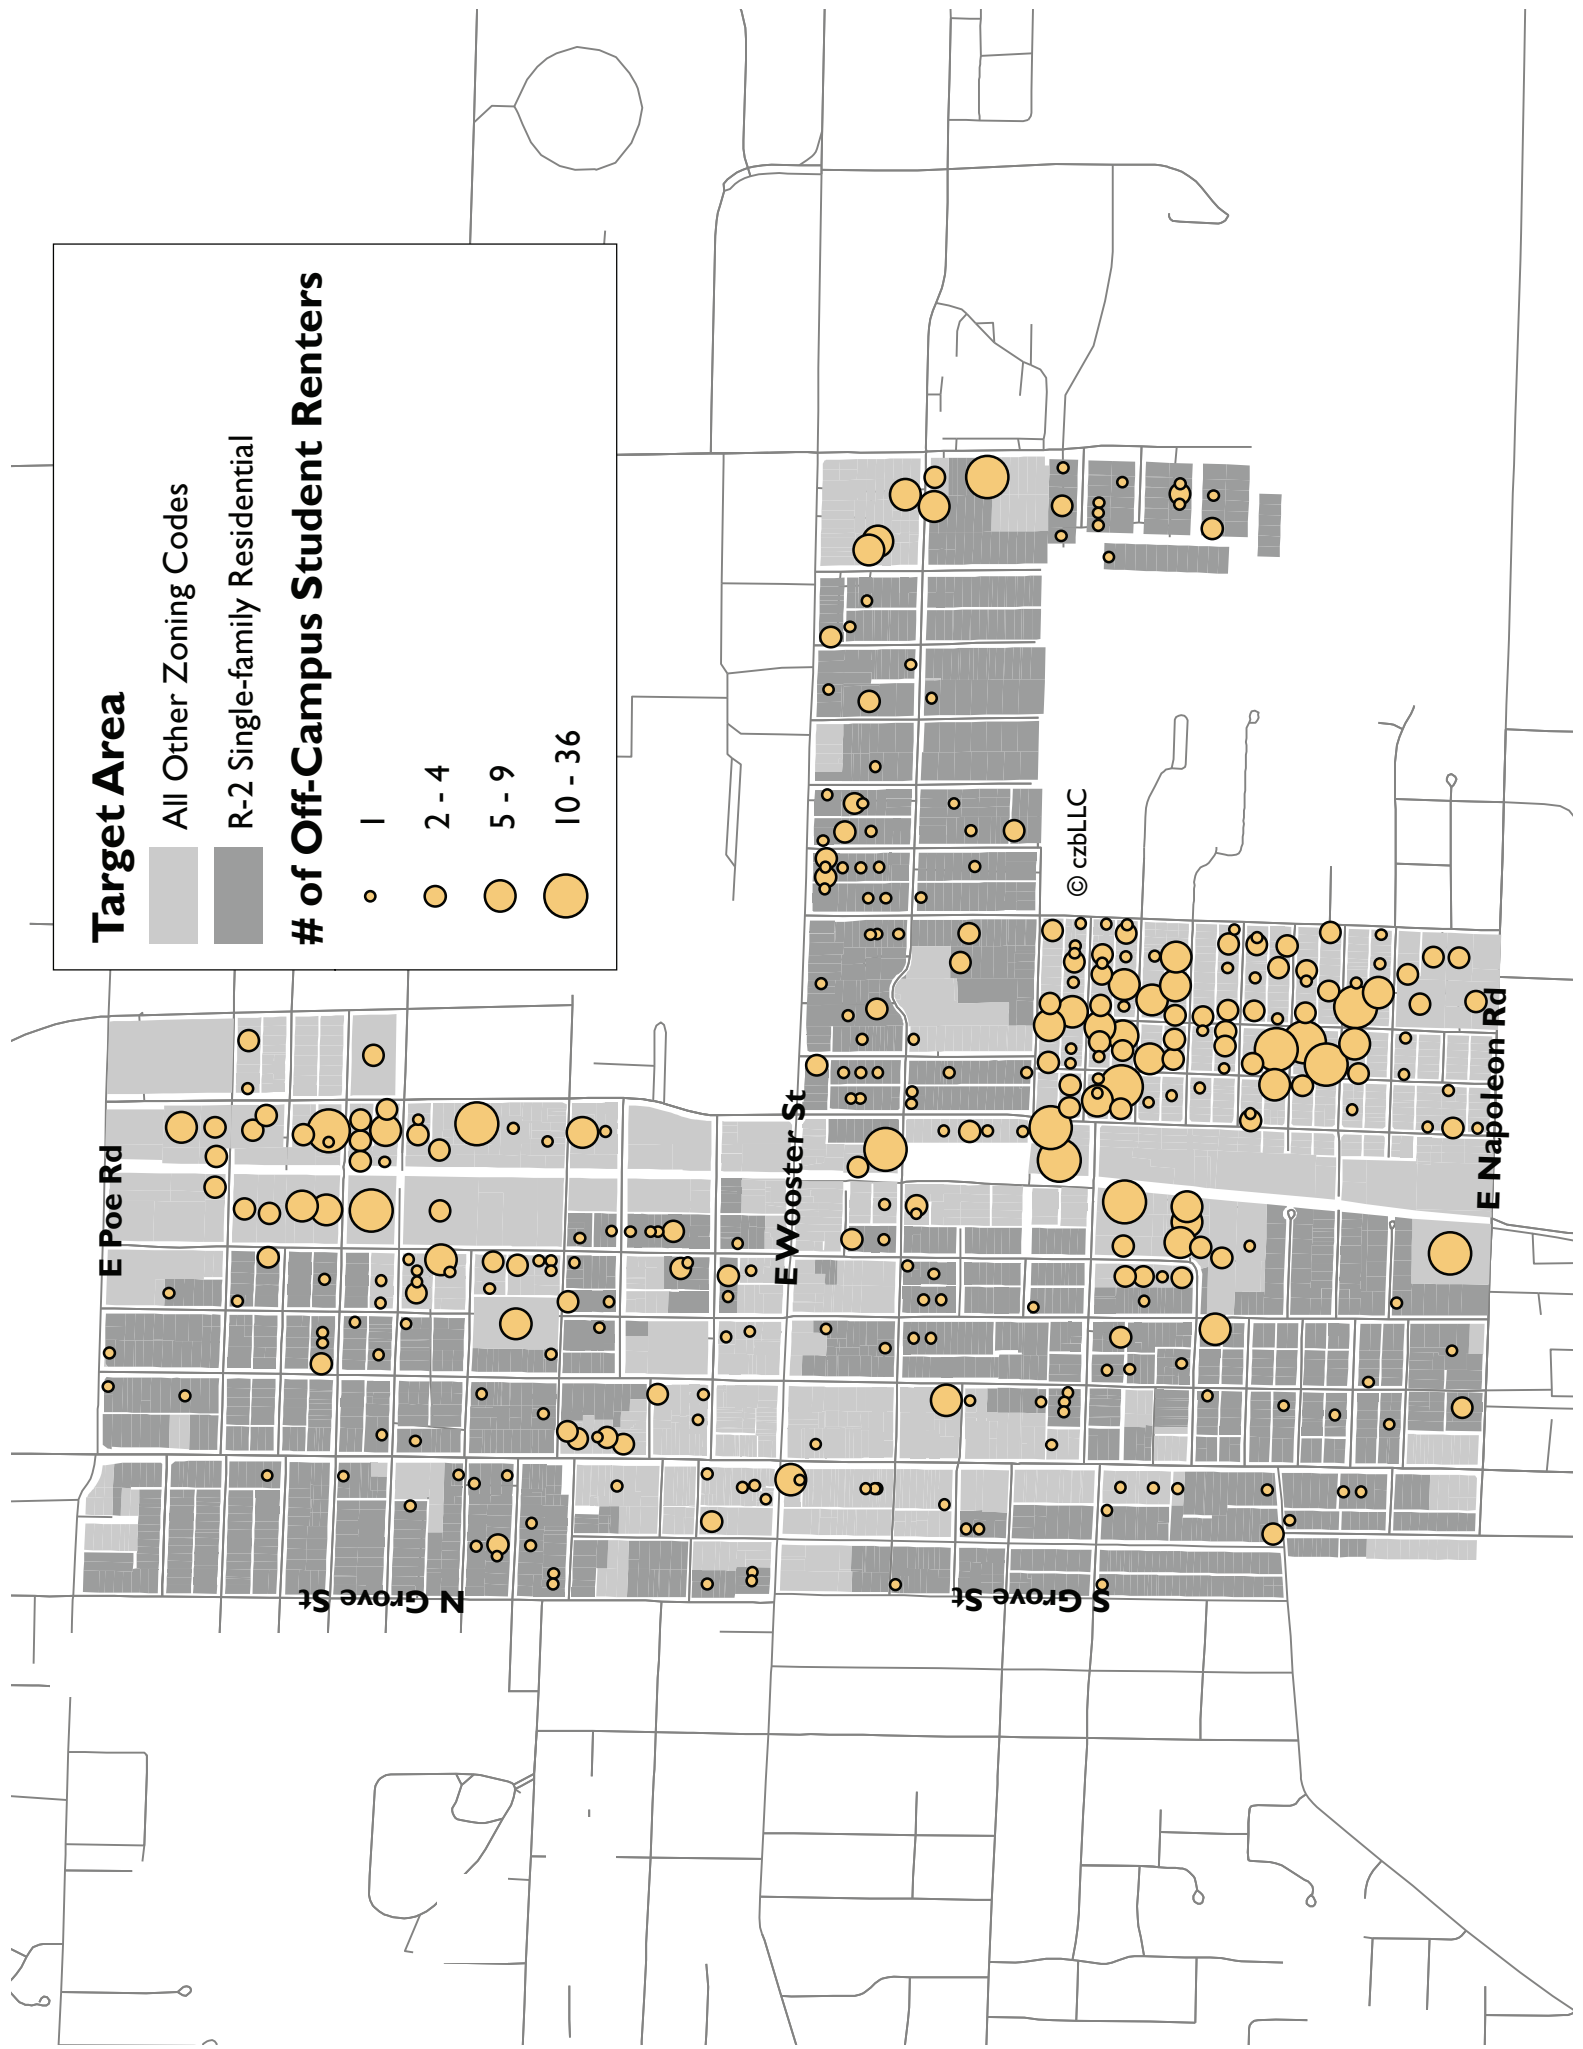 Target Area
All Other Zoning Codes
R-2 Single-family Residential
# of Off-Campus Student Renters
1
2 - 4
5 - 9
10 - 36
E Poe Rd
E Wooster St
E Napoleon Rd
N Grove St
S Grove St
© czbLLC